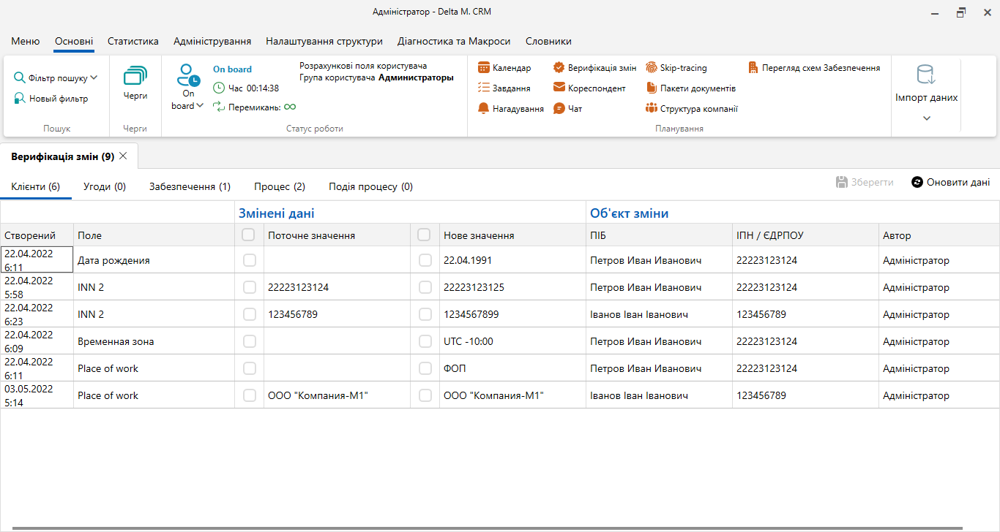 Адміністратор - Delta M. CRM
Меню Основні Статистика Адміністрування Налаштування структури Діагностика та Макроси Словники
Фільтр пошуку
Новый фильтр
Пошук
Черги
Черги
On board
On board
Час 00:14:38
Перемикань: ∞
Розрахункові поля користувача
Група користувача Администраторы
Статус роботи
Календар Верифікація змін Skip-tracing Перегляд схем Забезпечення
Завдання Кореспондент Пакети документів
Нагадування Чат Структура компанії
Планування
Імпорт даних
Верифікація змін (9)
Клієнти (6) Угоди (0) Забезпечення (1) Процес (2) Подія процесу (0) Зберегти Оновити дані
Змінені дані Об'єкт зміни
Створений Поле Поточне значення Нове значення ПІБ ІПН / ЄДРПОУ Автор
22.04.2022 6:11 Дата рождения 22.04.1991 Петров Иван Иванович 22223123124 Адміністратор
22.04.2022 5:58 INN 2 22223123124 22223123125 Петров Иван Иванович 22223123124 Адміністратор
22.04.2022 6:23 INN 2 123456789 1234567899 Іванов Іван Іванович 123456789 Адміністратор
22.04.2022 6:09 Временная зона UTC -10:00 Петров Иван Иванович 22223123124 Адміністратор
22.04.2022 6:11 Place of work ФОП Петров Иван Иванович 22223123124 Адміністратор
03.05.2022 5:14 Place of work ООО "Компания-М1" ООО "Компания-М1" Іванов Іван Іванович 123456789 Адміністратор